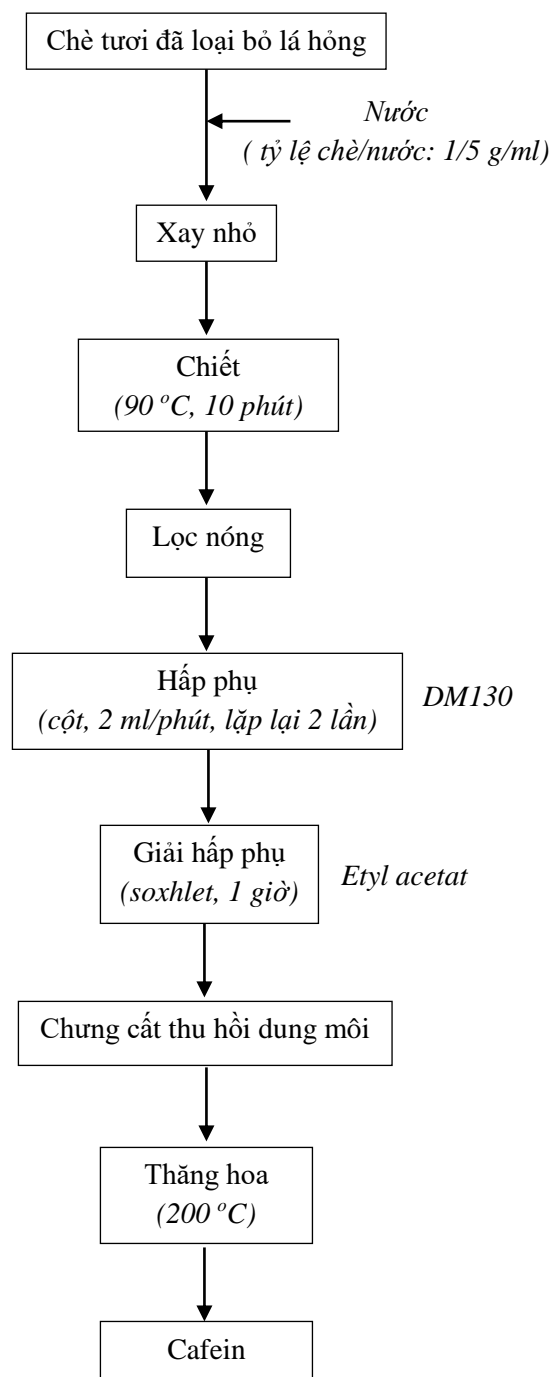 Chè tươi đã loại bỏ lá hỏng
Nước
( tỷ lệ chè/nước: 1/5 g/ml)
Xay nhỏ
Chiết
(90 °C, 10 phút)
Lọc nóng
Hấp phụ
(cột, 2 ml/phút, lặp lại 2 lần)
DM130
Giải hấp phụ
(soxhlet, 1 giờ)
Etyl acetat
Chưng cất thu hồi dung môi
Thăng hoa
(200 °C)
Cafein